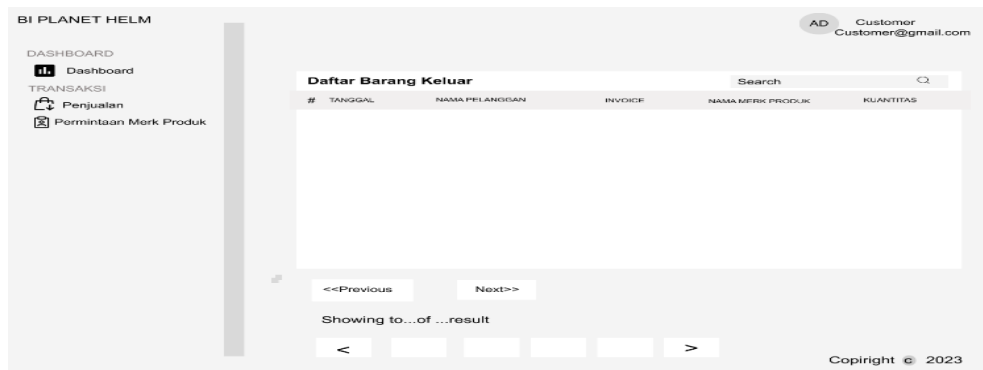 BI PLANET HELM
DASHBOARD
Dashboard
TRANSAKSI
Penjualan
Permintaan Merk Produk
AD
Customer
Customer@gmail.com
Daftar Barang Keluar
Search
# TANGGAL NAMA PELANGGAN INVOICE NAMA MERK PRODUK KUANTITAS
<<Previous Next>>
Showing to...of ...result
< >
Copiright c 2023